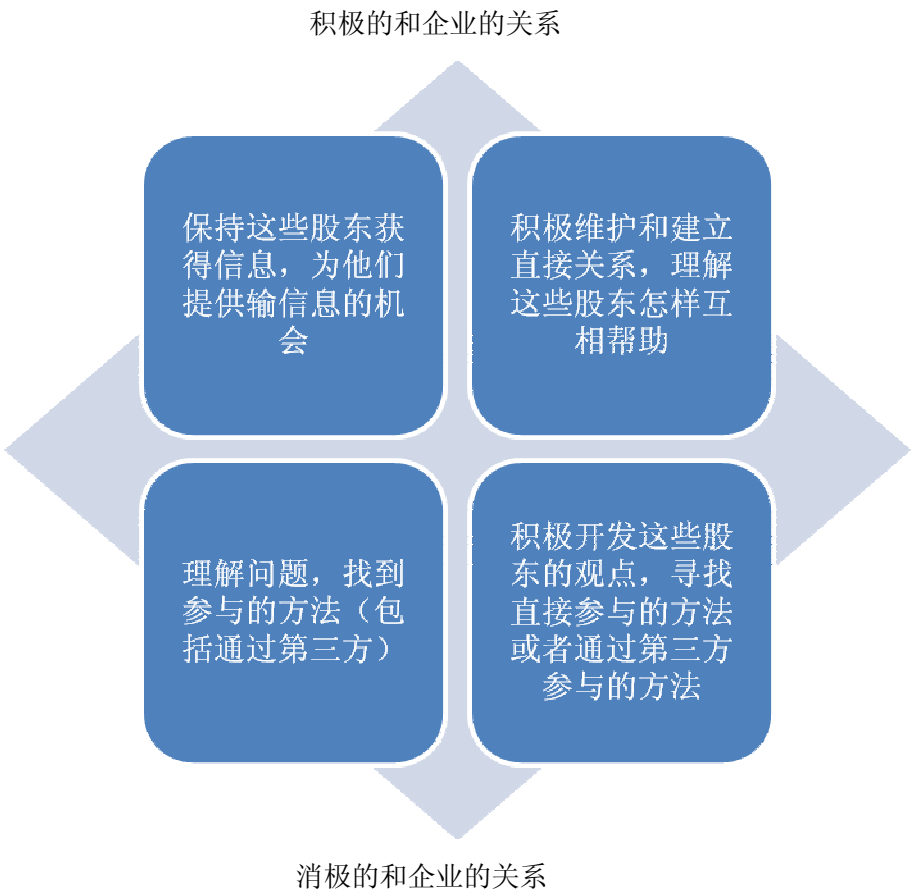 积极的和企业的关系
保持这些股东获
得信息，为他们
提供输信息的机
会
积极维护和建立
直接关系，理解
这些股东怎样互
相帮助
理解问题，找到
参与的方法（包
括通过第三方）
积极开发这些股
东的观点，寻找
直接参与的方法
或者通过第三方
参与的方法
消极的和企业的关系